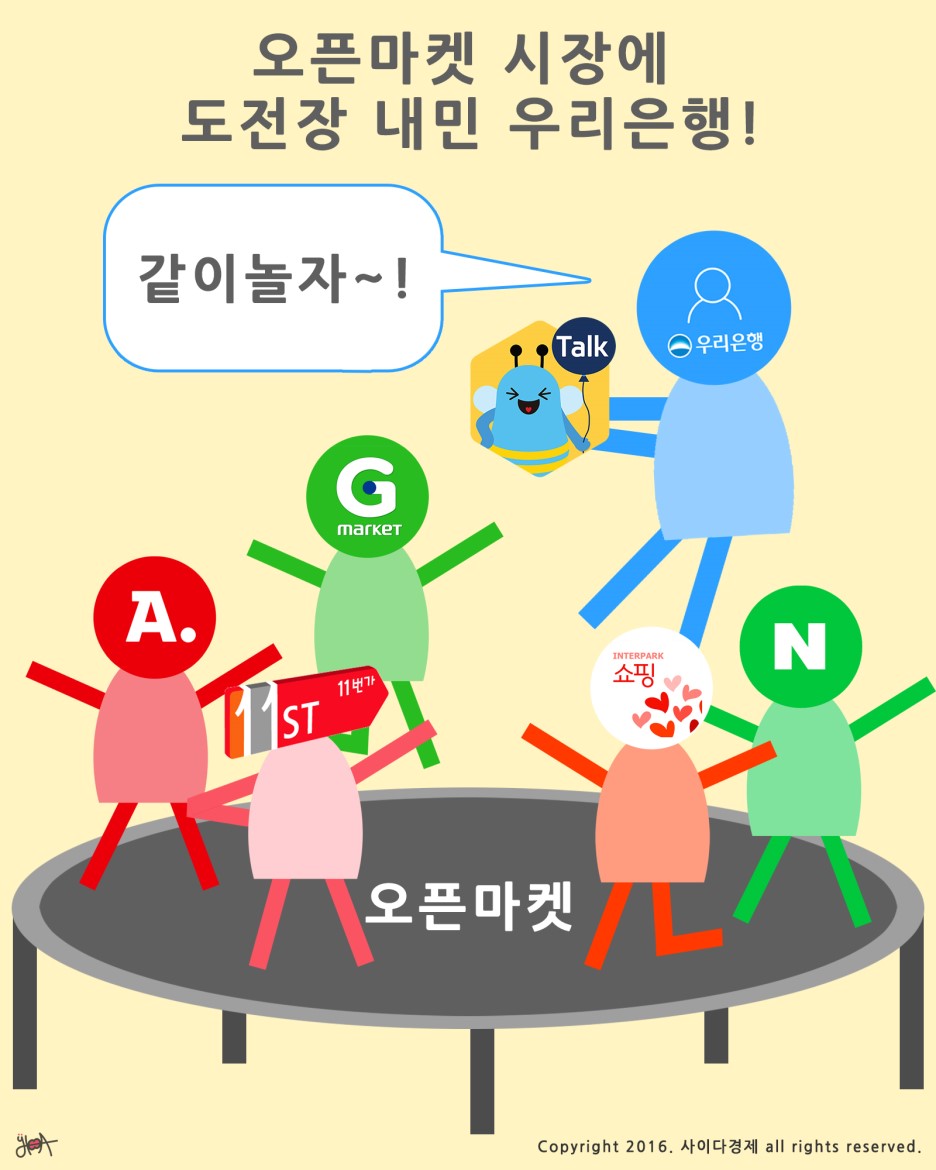 오픈마켓 시장에
도전장 내민 우리은행!
같이놀자~!
우리은행
Talk
G
market
A.
11번가
11ST
INTERPARK
쇼핑
N
오픈마켓
Copyright 2016. 사이다경제 all rights reserved.